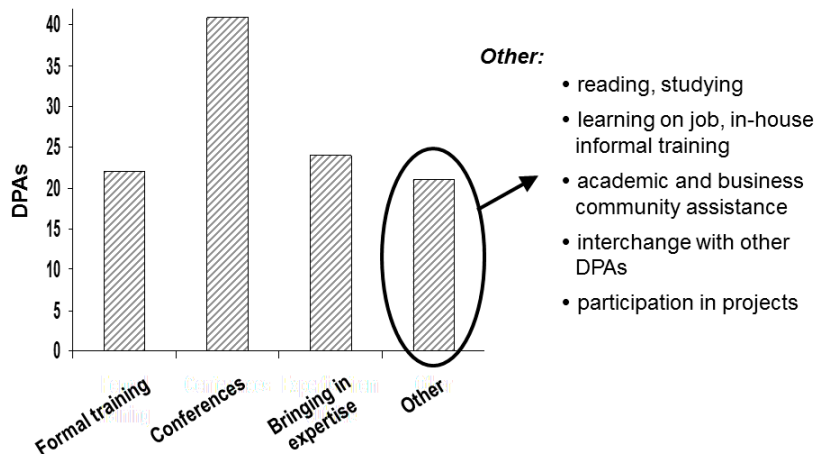 40
35
30
25
20
15
10
5
0
DPAs
Formal training
Conferences
Bringing in
expertise
Other
Other:
• reading, studying
• learning on job, in-house
informal training
• academic and business
community assistance
• interchange with other
DPAs
• participation in projects